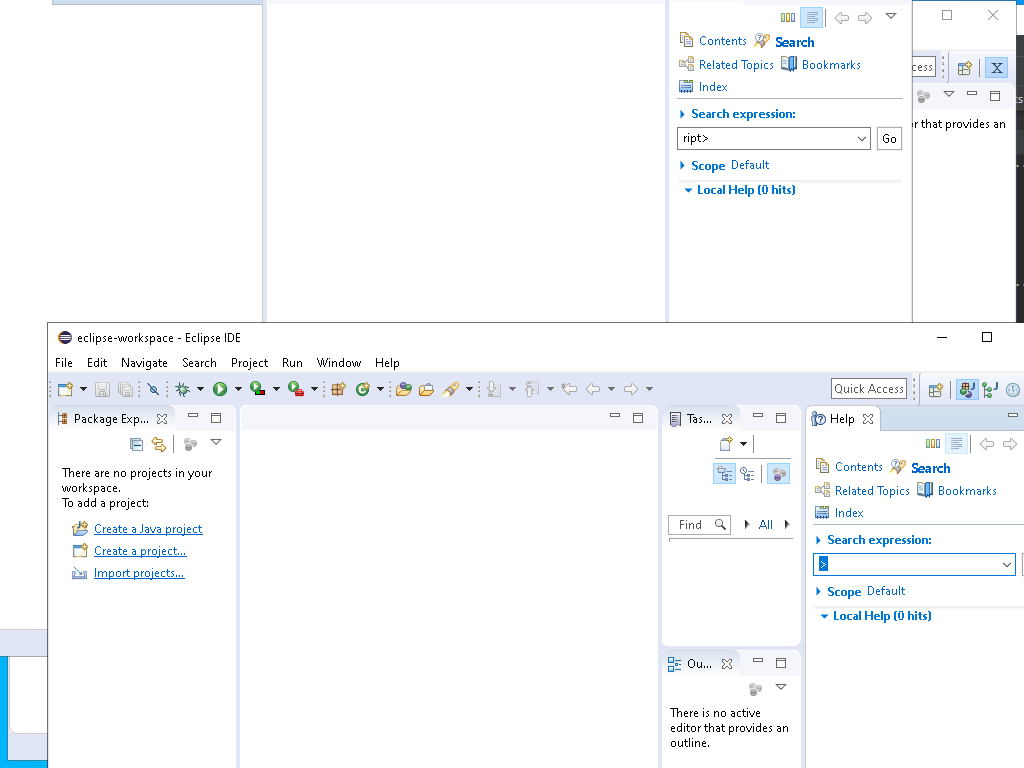 Contents Search
Related Topics Bookmarks
Index
Search expression:
ript>
Go
Scope Default
Local Help (0 hits)
cess
X
r that provides an
eclipse-workspace - Eclipse IDE
File Edit Navigate Search Project Run Window Help
Quick Access
Package Exp...
There are no projects in your
workspace.
To add a project:
Create a Java project
Create a project...
Import projects...
Tas...
Find
All
Ou...
There is no active
editor that provides an
outline.
Help
Contents Search
Related Topics Bookmarks
Index
Search expression:
>
Scope Default
Local Help (0 hits)